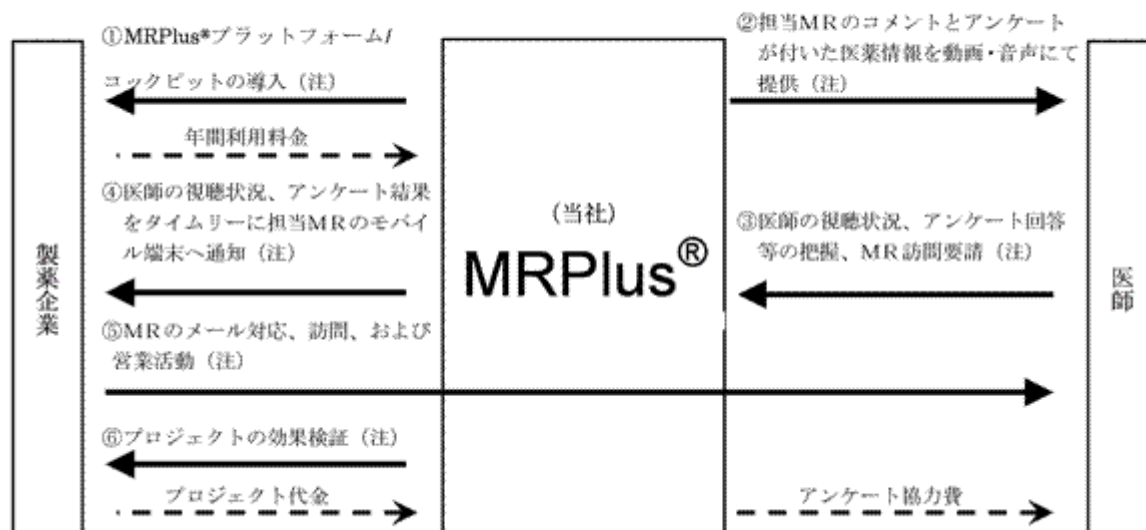 ①MRPlus®プラットフォーム/
コックピットの導入（注）
年間利用料金
④医師の視聴状況、アンケート結果
をタイムリーに担当MRのモバイ
ル端末へ通知（注）
⑤MRのメール対応、訪問、および
営業活動（注）
⑥プロジェクトの効果検証（注）
プロジェクト代金
製薬企業
（当社）
MRPlus®
②担当MRのコメントとアンケート
が付いた医薬情報を動画・音声にて
提供（注）
③医師の視聴状況、アンケート回答
等の把握、MR訪問要請（注）
アンケート協力費
医師